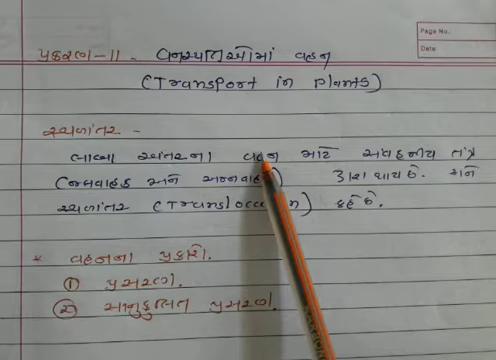 Page No.
Date
પ્રકરણ-11. વનસ્પતિઓમાં વહન
(Transport in plants)
સ્થળાંતર -
લાંબા અંતરના વહન માટે સંવહનીય તંત્ર
(જલવાહક અને અન્નવાહક) દ્વારા થાય છે. અને
સ્થળાંતર (Translocation) કહે છે.
* વહનના પ્રકારો.
① પ્રસરણ.
② સાનુકુલિત પ્રસરણ.